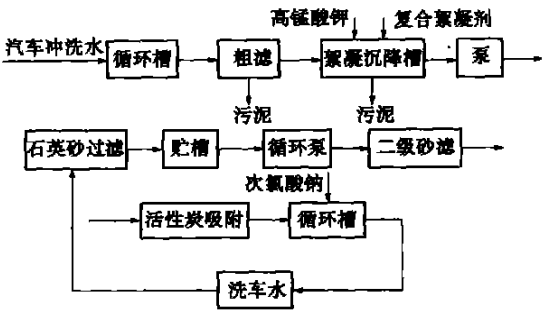 高锰酸钾 复合絮凝剂
汽车冲洗水 循环槽 粗滤 絮凝沉降槽 泵
污泥 污泥
石英砂过滤 贮槽 循环泵 二级砂滤
次氯酸钠
活性炭吸附 循环槽
洗车水